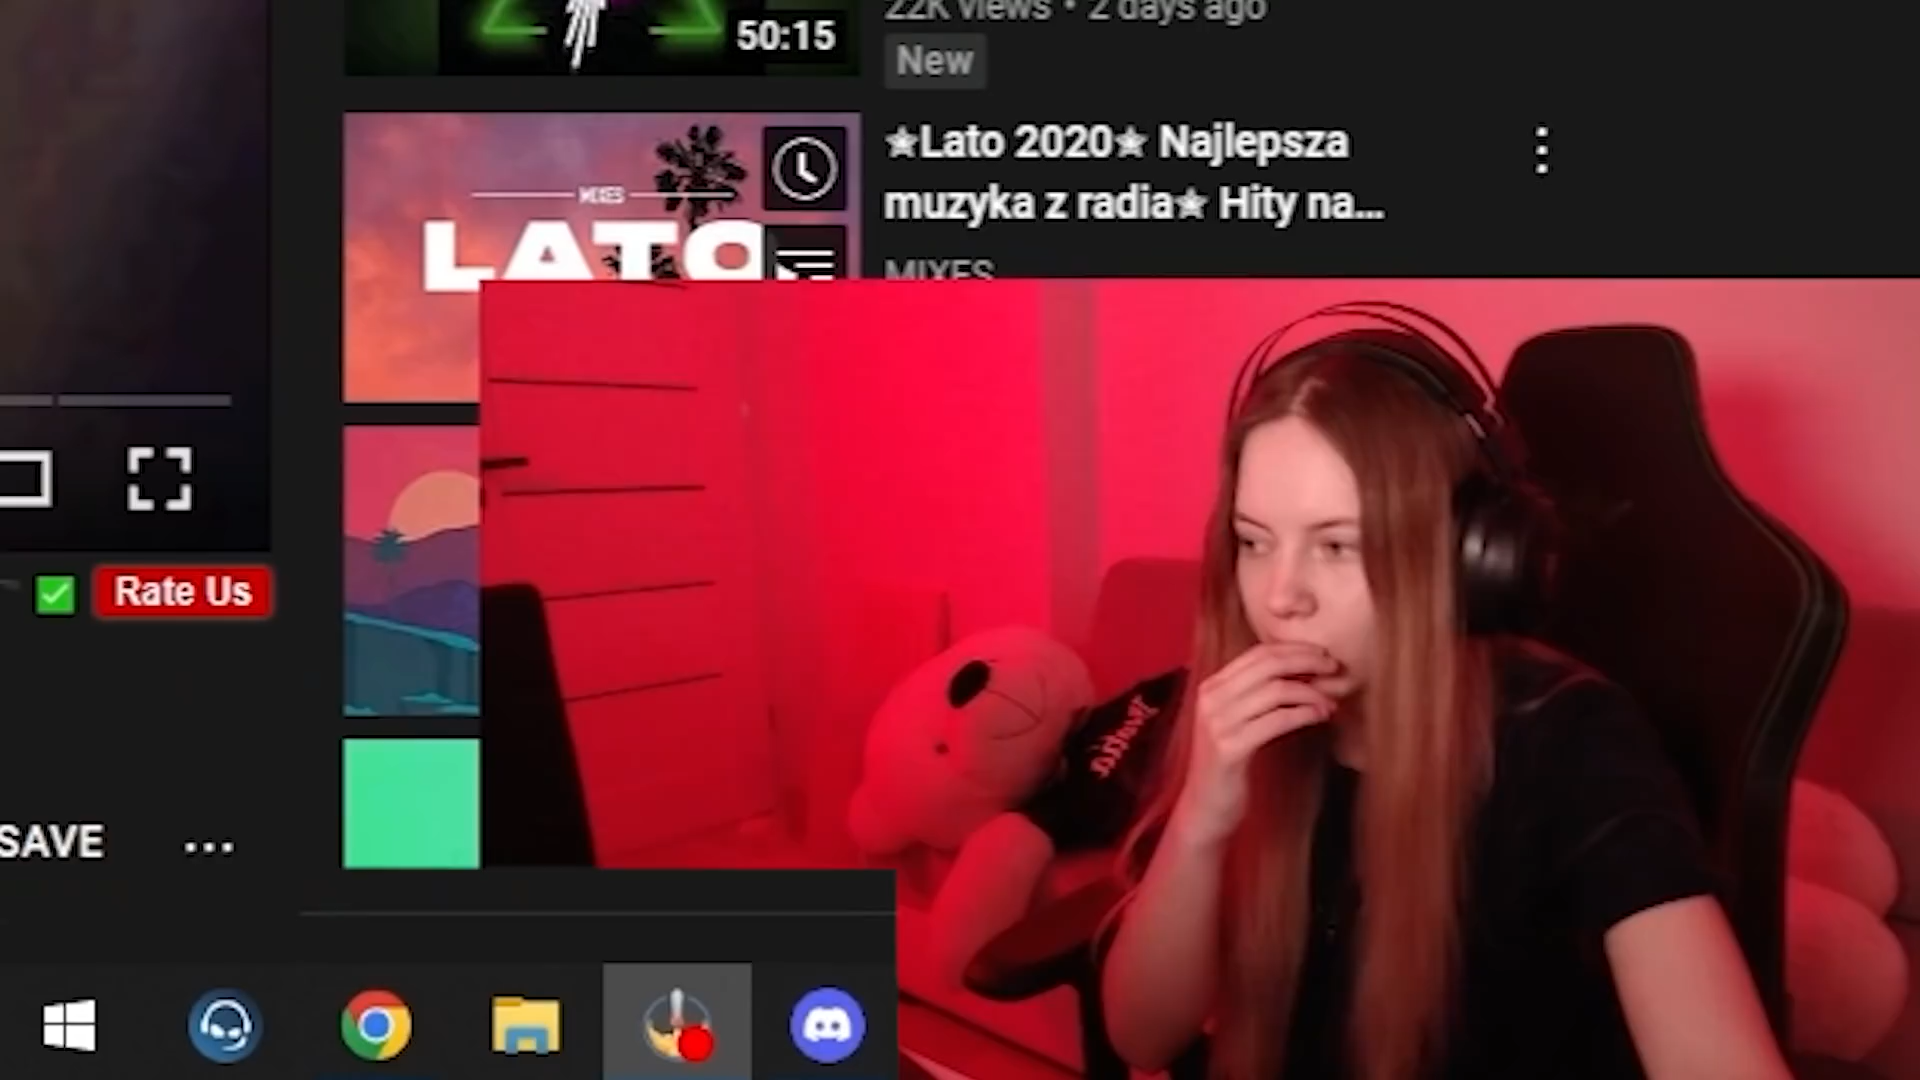 22K views • 2 days ago
50:15
New
★Lato 2020★ Najlepsza
muzyka z radia★ Hity na...
MIXES
MIXES
LATO
Rate Us
SAVE